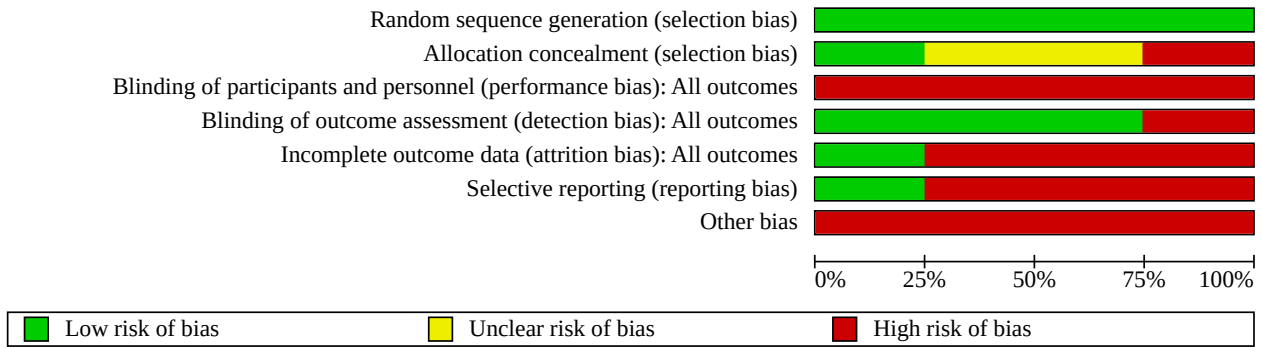 Random sequence generation (selection bias)
Allocation concealment (selection bias)
Blinding of participants and personnel (performance bias): All outcomes
Blinding of outcome assessment (detection bias): All outcomes
Incomplete outcome data (attrition bias): All outcomes
Selective reporting (reporting bias)
Other bias
0% 25% 50% 75% 100%
Low risk of bias Unclear risk of bias High risk of bias